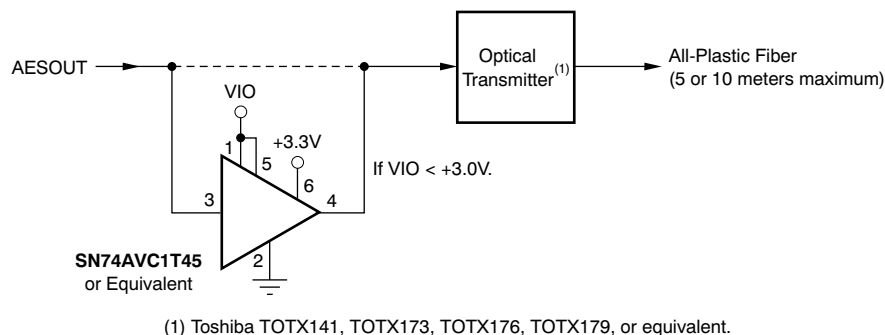 AESOUT
Optical
Transmitter(1)
All-Plastic Fiber
(5 or 10 meters maximum)
VIO
+3.3V
1
5
6
If VIO < +3.0V.
3
4
2
SN74AVC1T45
or Equivalent
(1) Toshiba TOTX141, TOTX173, TOTX176, TOTX179, or equivalent.